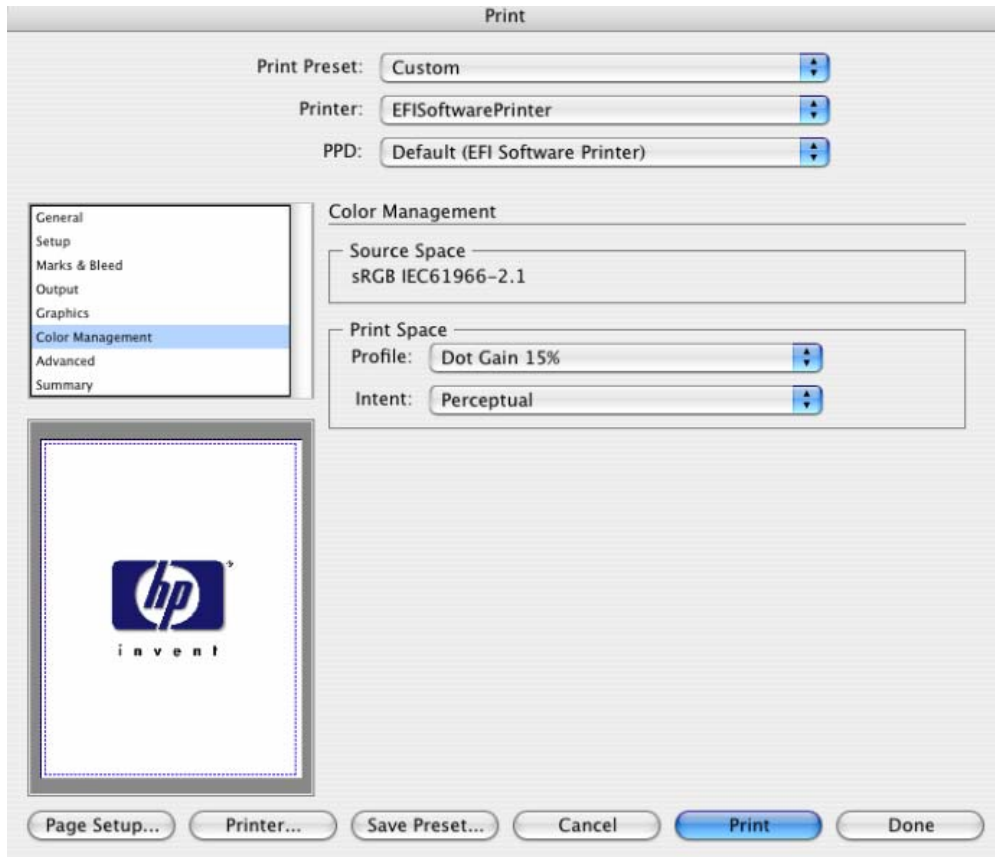 Print
Print Preset: Custom
Printer: EFISoftwarePrinter
PPD: Default (EFI Software Printer)
General
Setup
Marks & Bleed
Output
Graphics
Color Management
Advanced
Summary
Color Management
Source Space
sRGB IEC61966-2.1
Print Space
Profile: Dot Gain 15%
Intent: Perceptual
hp
invent
Page Setup...
Printer...
Save Preset...
Cancel
Print
Done